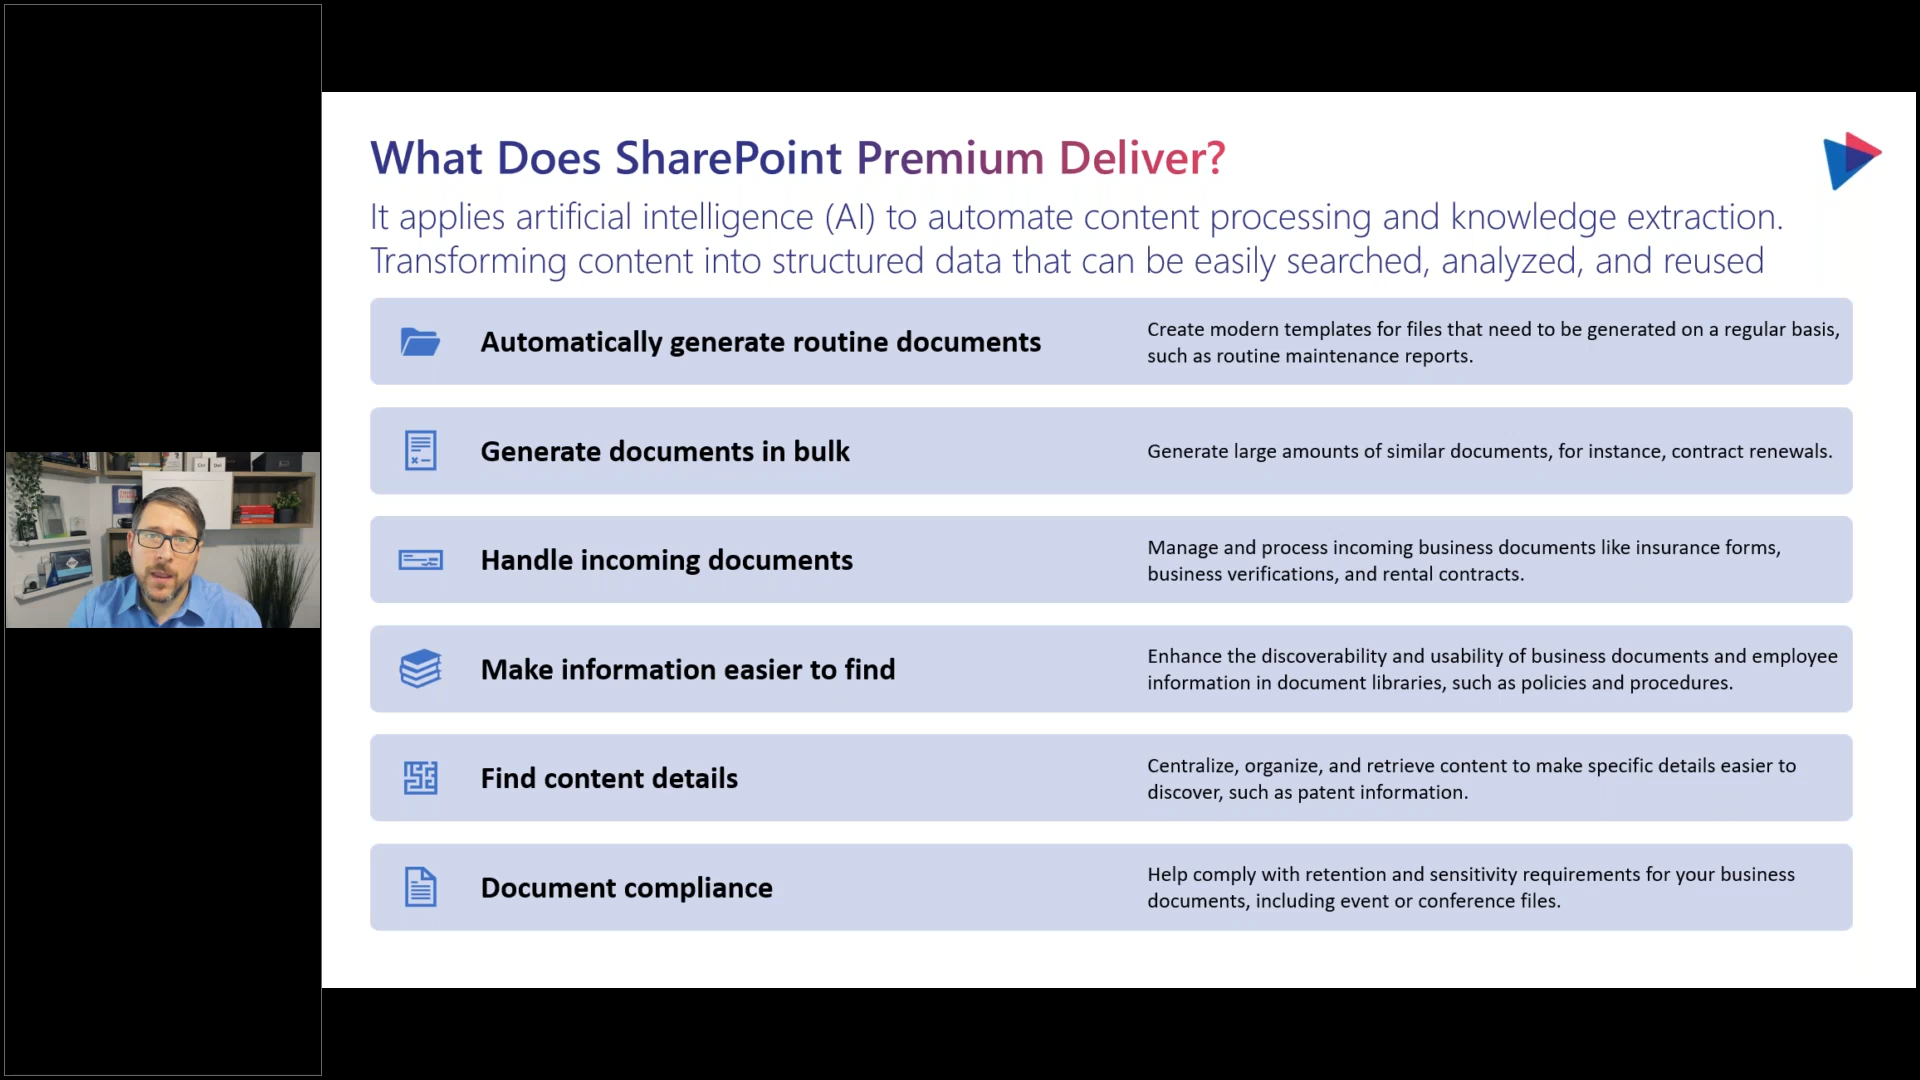 What Does SharePoint Premium Deliver?
It applies artificial intelligence (AI) to automate content processing and knowledge extraction.
Transforming content into structured data that can be easily searched, analyzed, and reused
Automatically generate routine documents
Create modern templates for files that need to be generated on a regular basis,
such as routine maintenance reports.
Generate documents in bulk
Generate large amounts of similar documents, for instance, contract renewals.
Handle incoming documents
Manage and process incoming business documents like insurance forms,
business verifications, and rental contracts.
Make information easier to find
Enhance the discoverability and usability of business documents and employee
information in document libraries, such as policies and procedures.
Find content details
Centralize, organize, and retrieve content to make specific details easier to
discover, such as patent information.
Document compliance
Help comply with retention and sensitivity requirements for your business
documents, including event or conference files.
Ctrl
Del